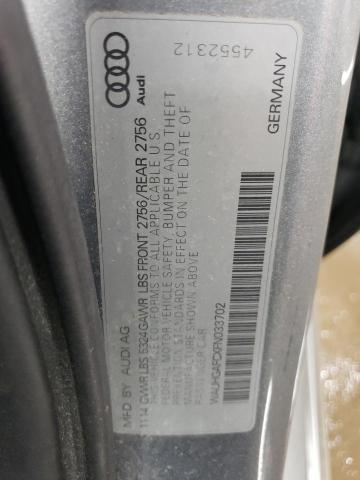 MFD BY AUDI AG
11 14 GVWR LBS 5324 GAWR LBS FRONT 2756/REAR 2756
THIS VEHICLE CONFORMS TO ALL APPLICABLE U.S.
FEDERAL MOTOR VEHICLE SAFETY, BUMPER AND THEFT
PREVENTION STANDARDS IN EFFECT ON THE DATE OF
MANUFACTURE SHOWN ABOVE
PASSENGER CAR
WAUHGAFCXFN033702
Audi
4552312
GERMANY